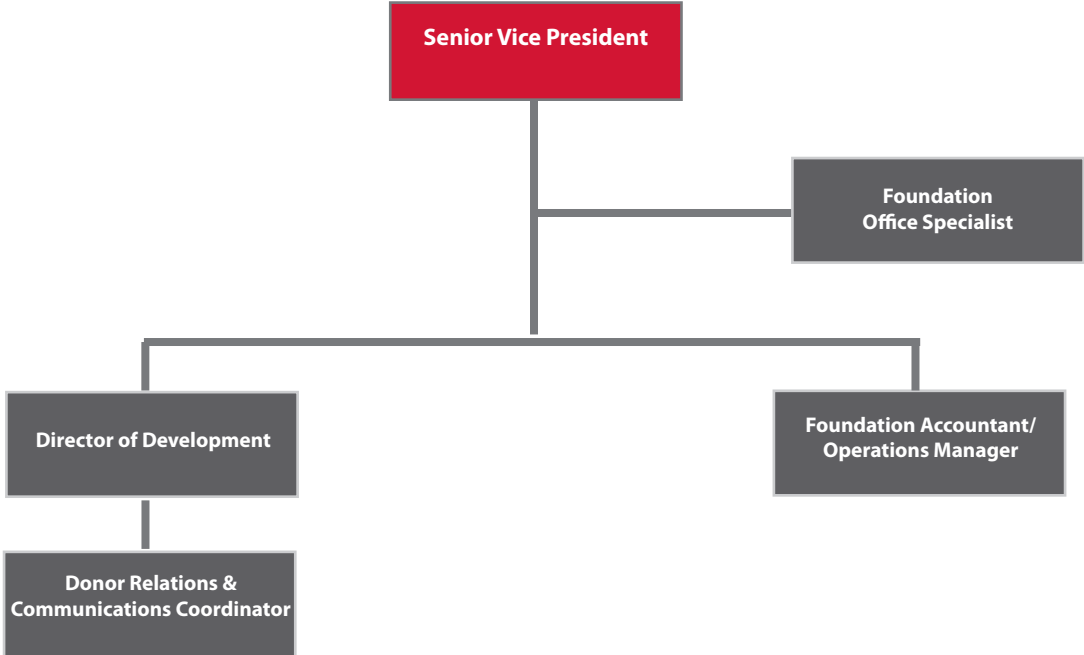 Senior Vice President
Foundation
Office Specialist
Director of Development
Foundation Accountant/
Operations Manager
Donor Relations &
Communications Coordinator